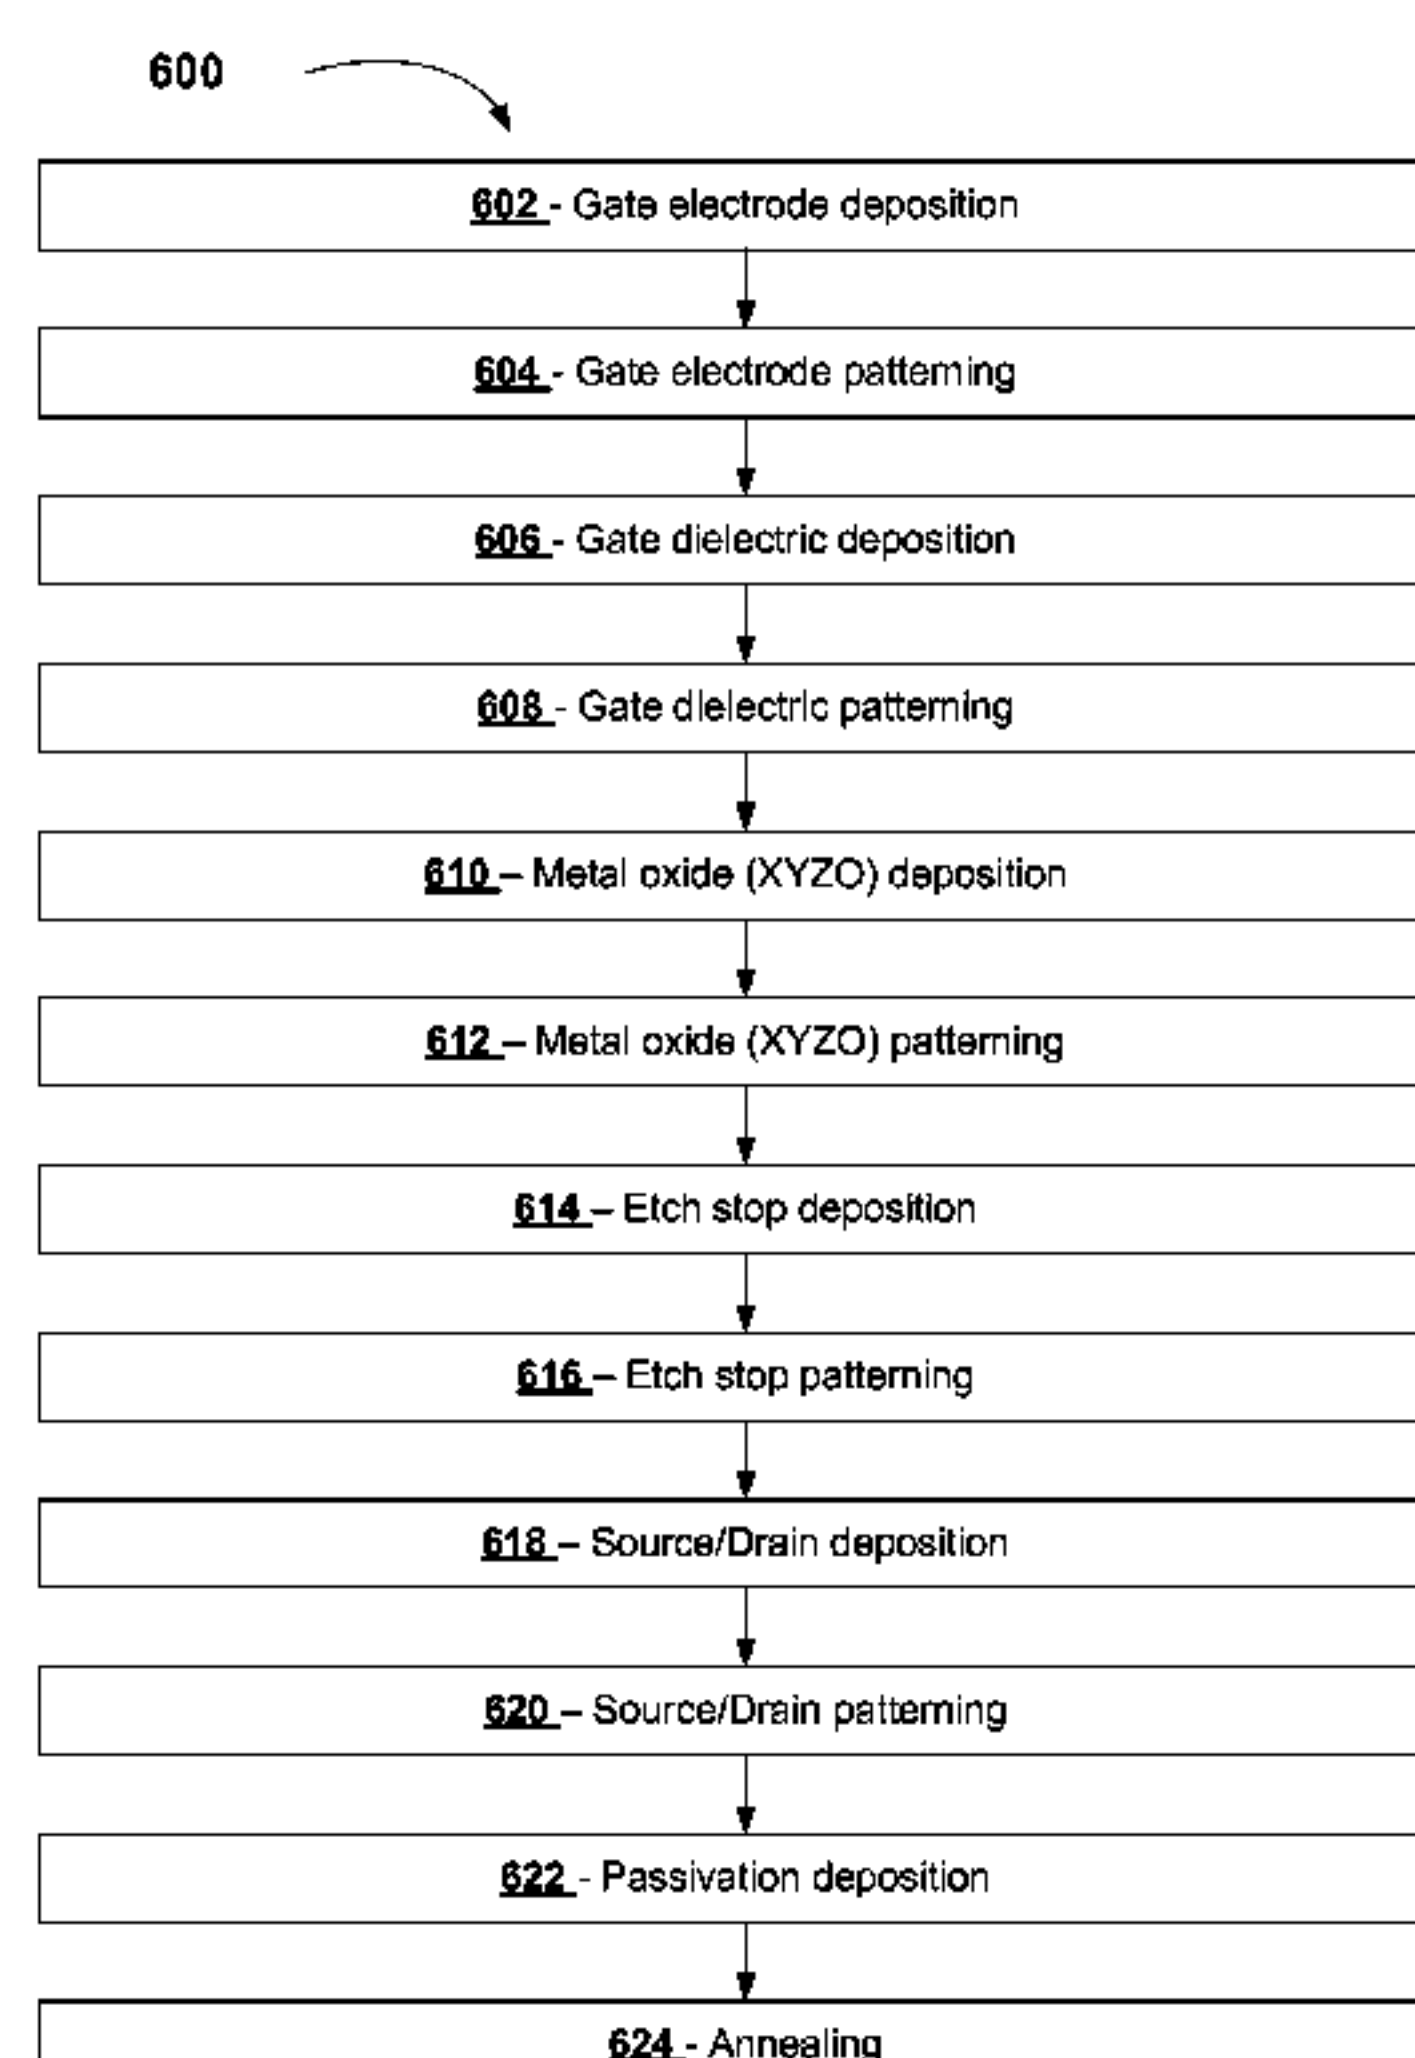 600
602 - Gate electrode deposition
604 - Gate electrode patterning
606 - Gate dielectric deposition
608 - Gate dielectric patterning
610 – Metal oxide (XYZO) deposition
612 – Metal oxide (XYZO) patterning
614 – Etch stop deposition
616 – Etch stop patterning
618 – Source/Drain deposition
620 – Source/Drain patterning
622 - Passivation deposition
624 - Annealing